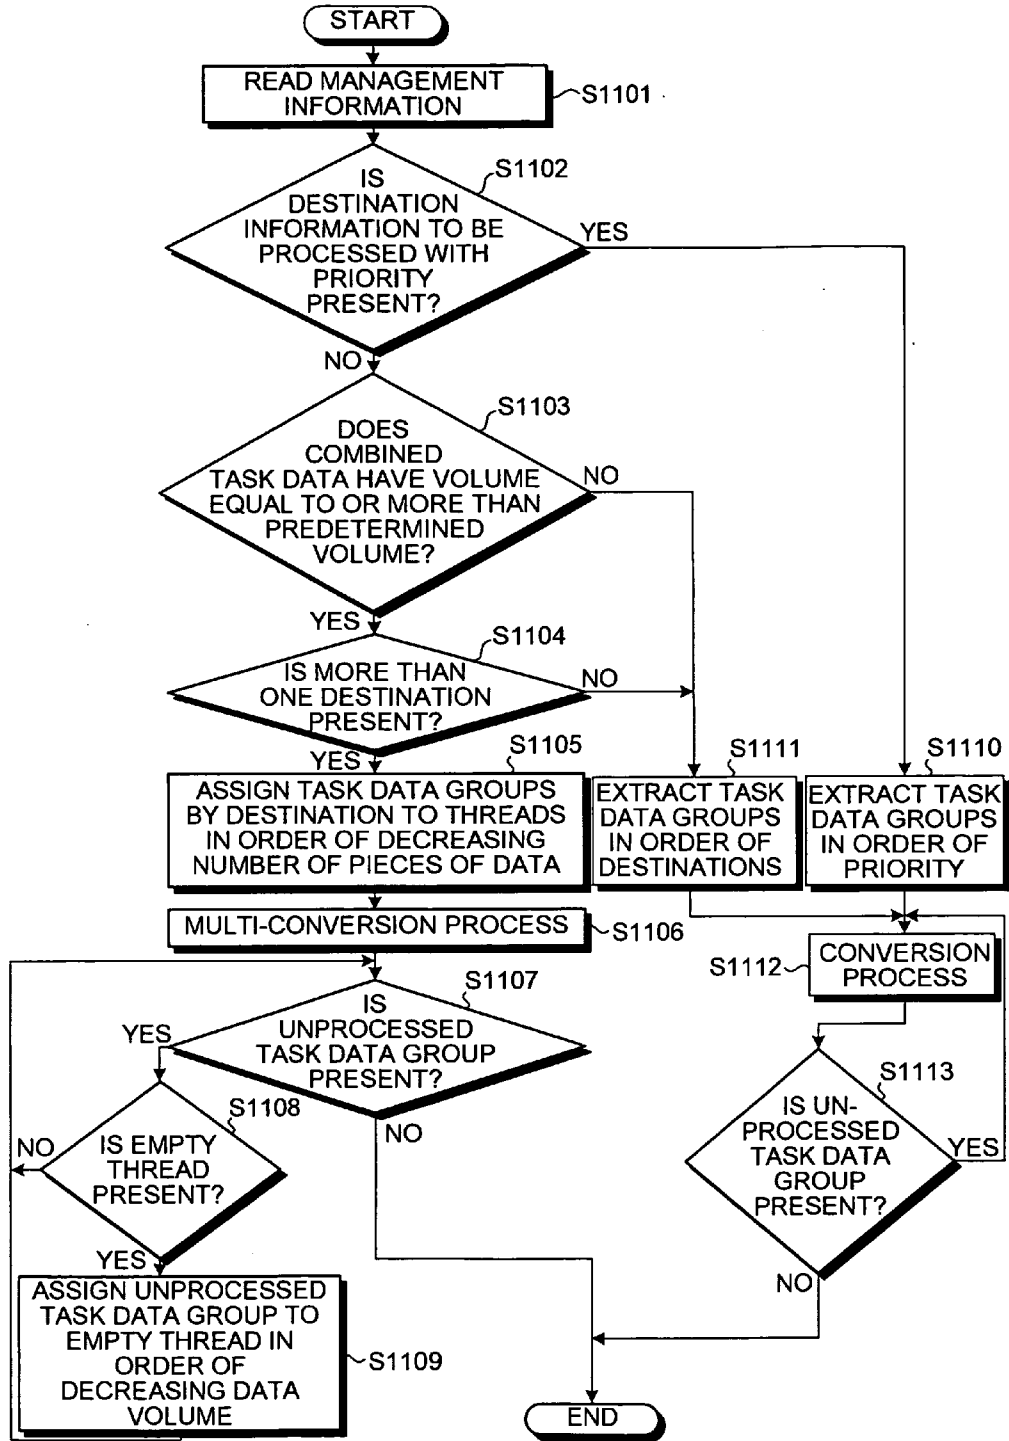 START
READ MANAGEMENT
INFORMATION
S1101
S1102
IS
DESTINATION
INFORMATION TO BE
PROCESSED WITH
PRIORITY
PRESENT?
YES
NO
S1103
DOES
COMBINED
TASK DATA HAVE VOLUME
EQUAL TO OR MORE THAN
PREDETERMINED
VOLUME?
NO
YES
S1104
IS MORE THAN
ONE DESTINATION
PRESENT?
NO
YES
S1105
ASSIGN TASK DATA GROUPS
BY DESTINATION TO THREADS
IN ORDER OF DECREASING
NUMBER OF PIECES OF DATA
S1111
EXTRACT TASK
DATA GROUPS
IN ORDER OF
DESTINATIONS
S1110
EXTRACT TASK
DATA GROUPS
IN ORDER OF
PRIORITY
MULTI-CONVERSION PROCESS
S1106
S1112
CONVERSION
PROCESS
S1107
IS
UNPROCESSED
TASK DATA GROUP
PRESENT?
YES
NO
S1108
IS EMPTY
THREAD
PRESENT?
NO
YES
S1113
IS UN-
PROCESSED
TASK DATA
GROUP
PRESENT?
YES
NO
ASSIGN UNPROCESSED
TASK DATA GROUP TO
EMPTY THREAD IN
ORDER OF
DECREASING DATA
VOLUME
S1109
END